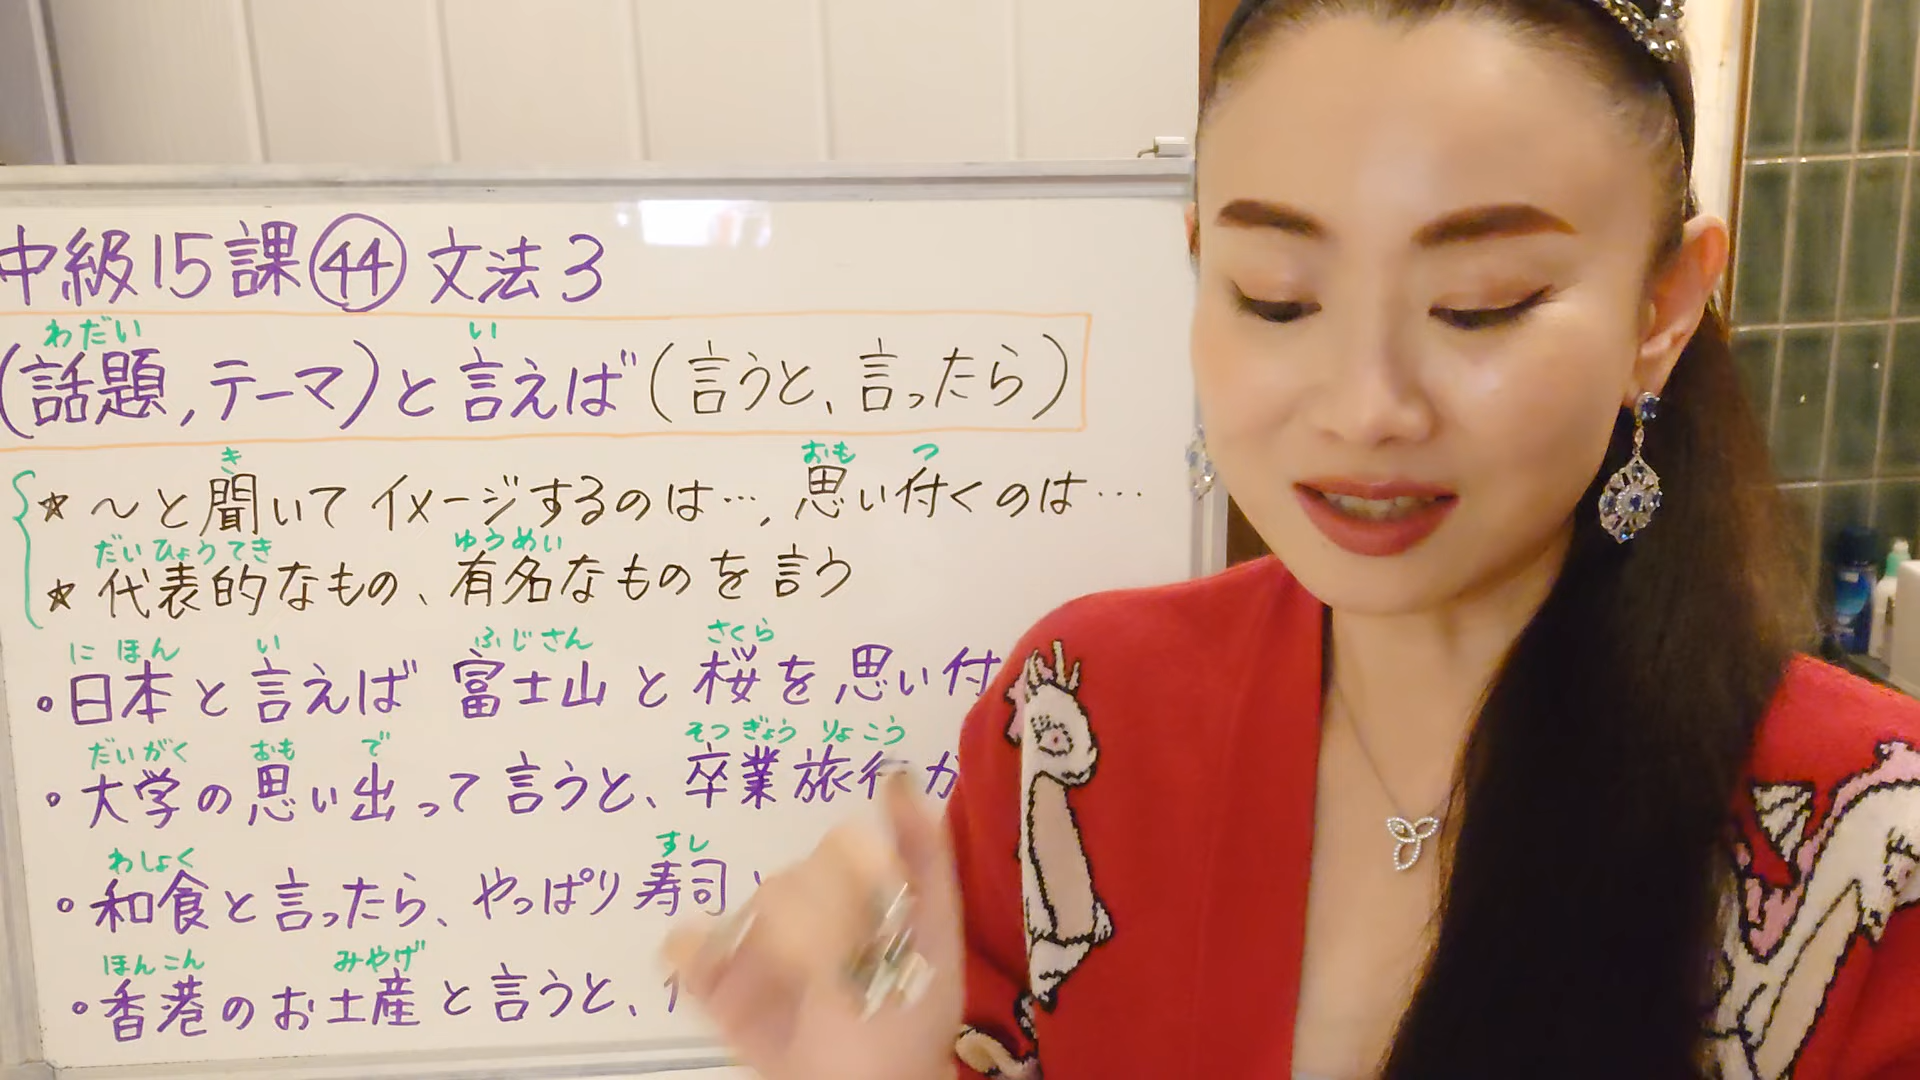 中級15課㊹文法3
わだい い
(話題,テーマ)と言えば(言うと、言ったら)
き おも つ
★〜と聞いてイメージするのは…,思い付くのは…
だいひょうてき ゆうめい
★代表的なもの、有名なものを言う
にほん い ふじさん さくら
・日本と言えば富士山と桜を思い付
だいがく おも で そつぎょう りょこう
・大学の思い出って言うと、卒業旅行が
わしょく すし
・和食と言ったら、やっぱり寿司
ほんこん みやげ
・香港のお土産と言うと、